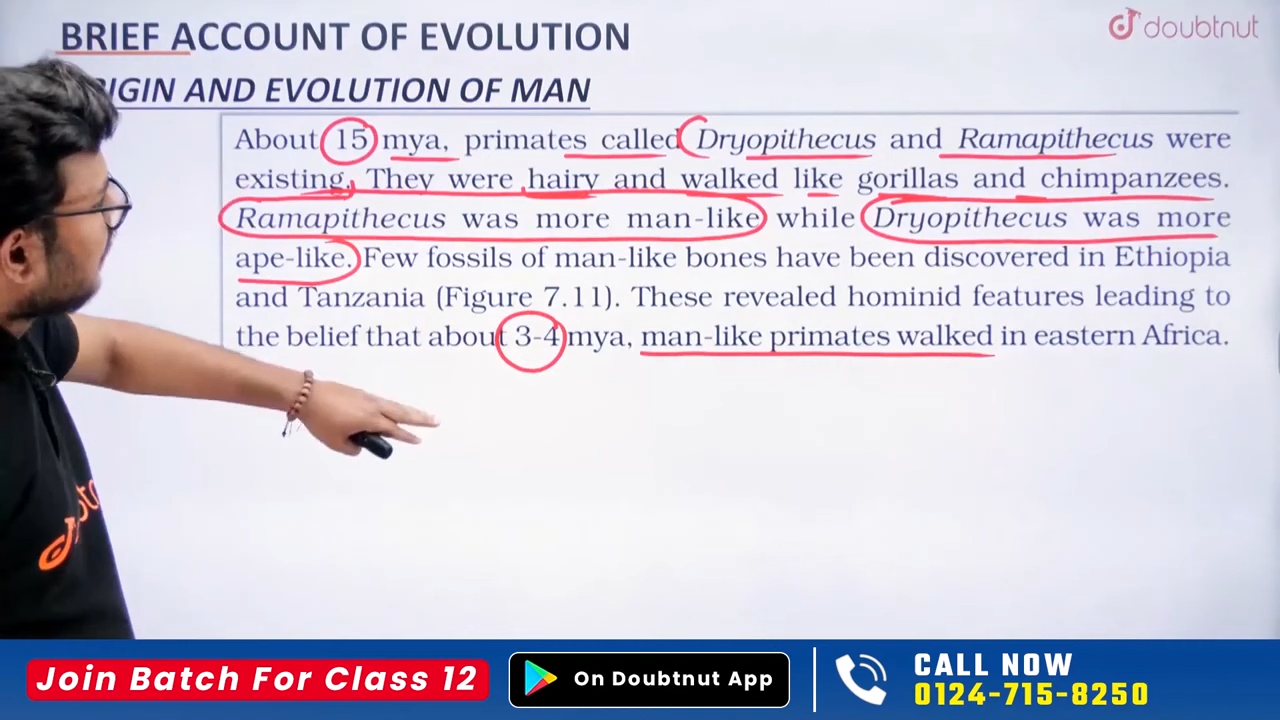 BRIEF ACCOUNT OF EVOLUTION
doubtnut
IGIN AND EVOLUTION OF MAN
About 15 mya, primates called Dryopithecus and Ramapithecus were
existing. They were hairy and walked like gorillas and chimpanzees.
Ramapithecus was more man-like while Dryopithecus was more
ape-like. Few fossils of man-like bones have been discovered in Ethiopia
and Tanzania (Figure 7.11). These revealed hominid features leading to
the belief that about 3-4 mya, man-like primates walked in eastern Africa.
Join Batch For Class 12
On Doubtnut App
CALL NOW
0124-715-8250